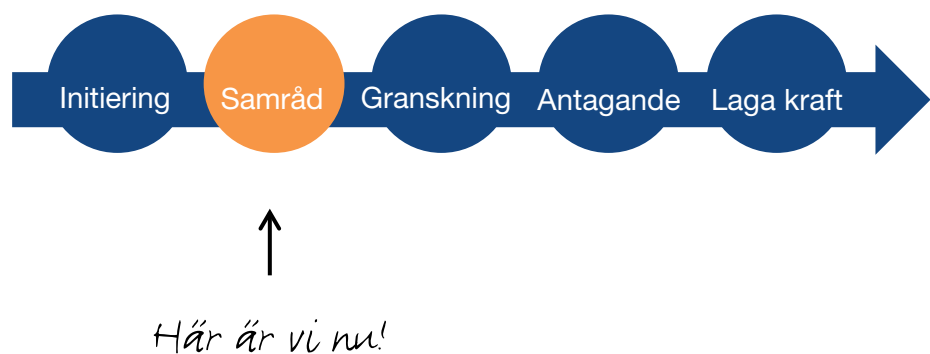 Initiering Samråd Granskning Antagande Laga kraft
Här är vi nu!